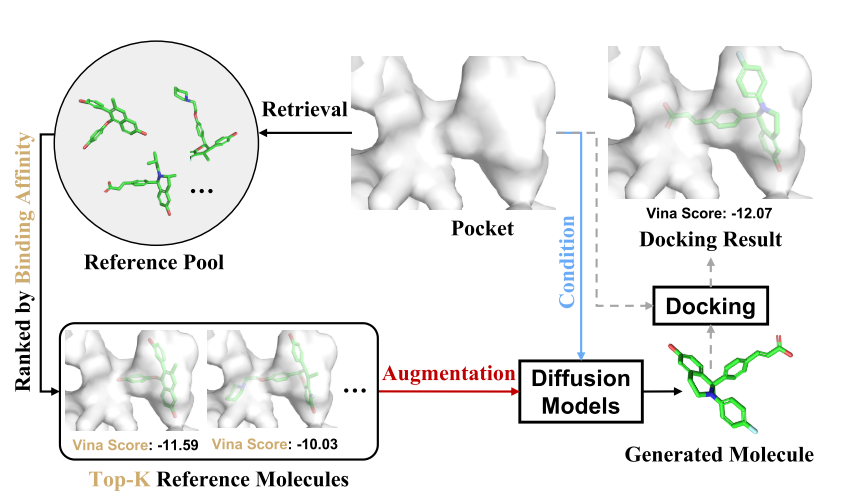 Retrieval
Pocket
Reference Pool
Ranked by Binding Affinity
Vina Score: -11.59
Vina Score: -10.03
Top-K Reference Molecules
Augmentation
Condition
Diffusion
Models
Generated Molecule
Docking
Vina Score: -12.07
Docking Result
...
...